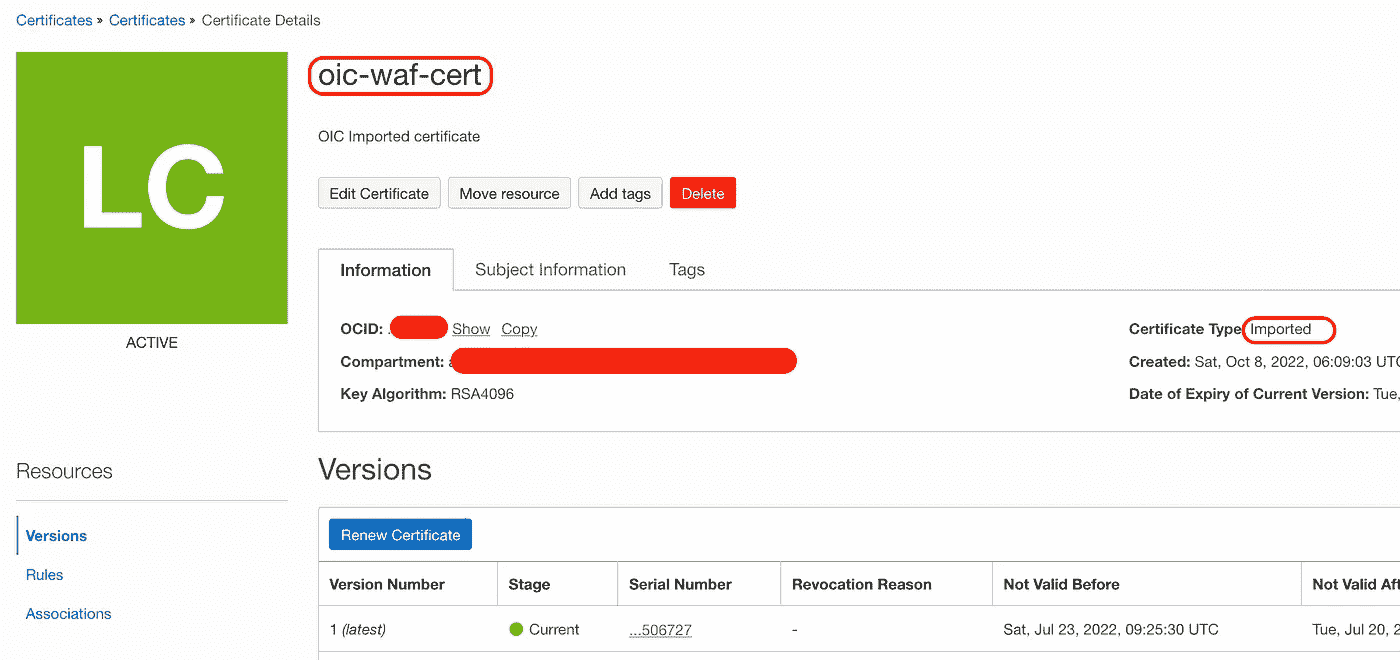 Certificates » Certificates » Certificate Details
LC
ACTIVE
oic-waf-cert
OIC Imported certificate
Edit Certificate Move resource Add tags Delete
Information Subject Information Tags
OCID: Show Copy
Compartment:
Key Algorithm: RSA4096
Certificate Type Imported
Created: Sat, Oct 8, 2022, 06:09:03 UTC
Date of Expiry of Current Version: Tue,
Resources
Versions
Rules
Associations
Versions
Renew Certificate
Version Number Stage Serial Number Revocation Reason Not Valid Before Not Valid Aft
1 (latest) Current ...506727 - Sat, Jul 23, 2022, 09:25:30 UTC Tue, Jul 20, 2